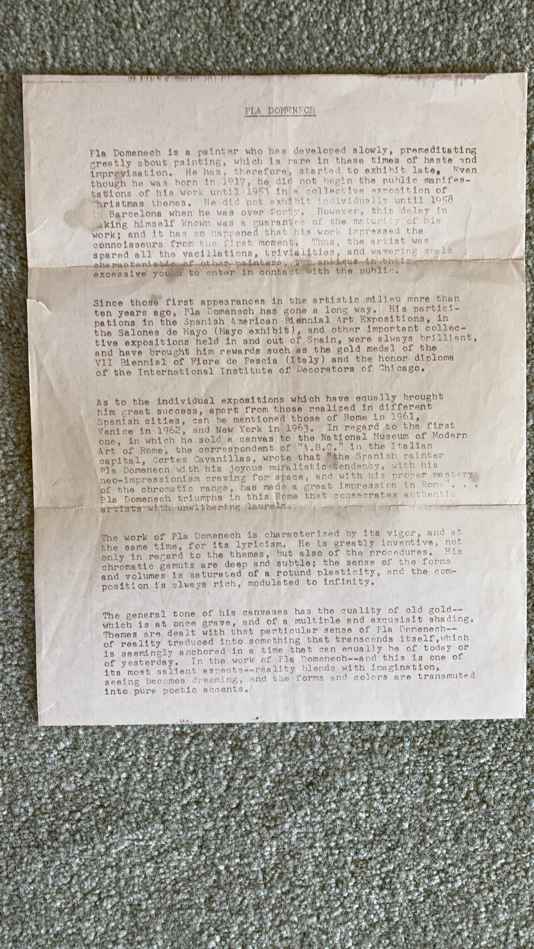 PLA DOMENECH
Pla Domenech is a painter who has developed slowly, premeditating
greatly about painting, which is rare in these times of haste and
improvisation. He has, therefore, started to exhibit late. Even
though he was born in 1917, he did not begin the public manifes-
tations of his work until 1951 in a collective exposition of
Christmas themes. He did not exhibit individually until 1958
in Barcelona when he was over forty. However, this delay in
making himself known was a guarantee of the maturity of his
work; and it has so happened that his work impressed the
connoisseurs from the first moment. Thus, the artist was
spared all the vacillations, trivialities, and wavering
characteristic of other painters, too anxious in their
excessive to enter in contact with the public.
Since those first appearances in the artistic milieu more than
ten years ago, Pla Domenech has gone a long way. His partici-
pations in the Spanish American Biennial Art Expositions, in
the Salones de Mayo (Mayo exhibit), and other important collec-
tive expositions held in and out of Spain, were always brilliant,
and have brought him rewards such as the gold medal of the
VII Biennial of Fiore de Pescia (Italy) and the honor diploma
of the International Institute of Decorators of Chicago.
As to the individual expositions which have equally brought
him great success, apart from those realized in different
Spanish cities, can be mentioned those of Rome in 1961,
Venice in 1962, and New York in 1963. In regard to the first
one, in which he sold a canvas to the National Museum of Modern
Art of Rome, the correspondent of "A.B.C." in the Italian
capital, Cortes Cavanillas, wrote that "the Spanish painter
Pla Domenech with his joyous muralistic tendency, with his
neo-impressionism craving for space, and with his proper mastery
of the chromatic range, has made a great impression in Rome . . .
Pla Domenech triumphs in this Rome that consecrates authentic
artists with unwithering laurels.
The work of Pla Domenech is characterized by its vigor, and at
the same time, for its lyricism. He is greatly inventive, not
only in regard to the themes, but also of the procedures. His
chromatic gamuts are deep and subtle; the sense of the forms
and volumes is saturated of a rotund plasticity, and the com-
position is always rich, modulated to infinity.
The general tone of his canvases has the quality of old gold--
which is at once grave, and of a multiple and exquisit shading.
Themes are dealt with that particular sense of Pla Domenech--
of reality traduced into something that transcends itself,which
is seemingly anchored in a time that can equally be of today or
of yesterday. In the work of Pla Domenech--and this is one of
its most salient aspects--reality blends with imagination,
seeing becomes dreaming, and the forms and colors are transmuted
into pure poetic accents.